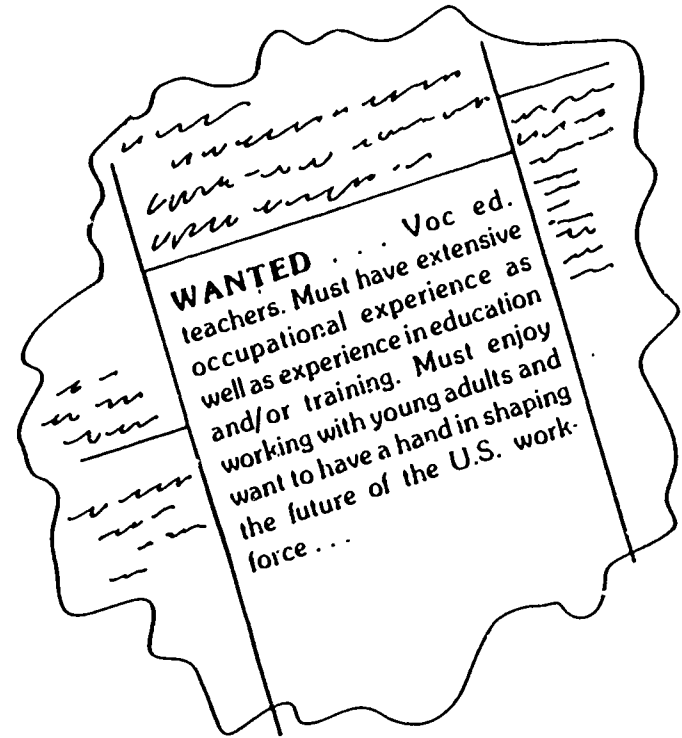 WANTED . . . Voc ed.
teachers. Must have extensive
occupational experience as
well as experience in education
and/or training. Must enjoy
working with young adults and
want to have a hand in shaping
the future of the U.S. work-
force . . .